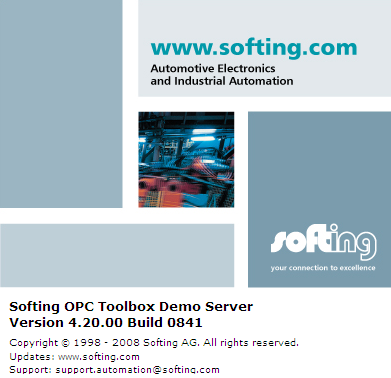 www.softing.com
Automotive Electronics
and Industrial Automation
softing
your connection to excellence
Softing OPC Toolbox Demo Server
Version 4.20.00 Build 0841
Copyright © 1998 - 2008 Softing AG. All rights reserved.
Updates: www.softing.com
Support: support.automation@softing.com